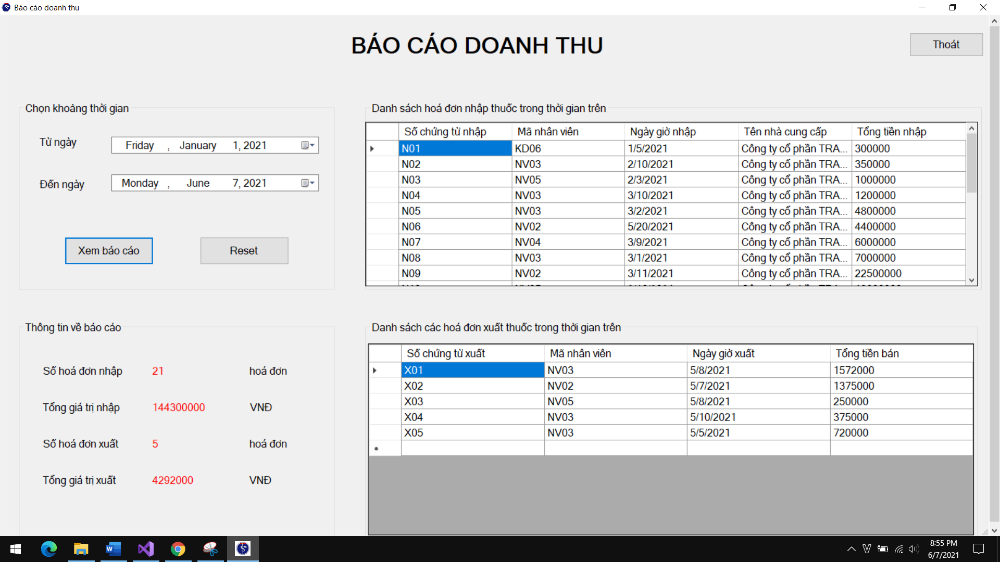 Báo cáo doanh thu
BÁO CÁO DOANH THU
Thoát
Chọn khoảng thời gian
Từ ngày
Friday , January 1, 2021
Đến ngày
Monday , June 7, 2021
Xem báo cáo
Reset
Danh sách hoá đơn nhập thuốc trong thời gian trên
Số chứng từ nhập Mã nhân viên Ngày giờ nhập Tên nhà cung cấp Tổng tiền nhập
N01 KD06 1/5/2021 Công ty cổ phần TRA... 300000
N02 NV03 2/10/2021 Công ty cổ phần TRA... 350000
N03 NV05 2/3/2021 Công ty cổ phần TRA... 1000000
N04 NV03 3/10/2021 Công ty cổ phần TRA... 1200000
N05 NV03 3/2/2021 Công ty cổ phần TRA... 4800000
N06 NV02 5/20/2021 Công ty cổ phần TRA... 4400000
N07 NV04 3/9/2021 Công ty cổ phần TRA... 6000000
N08 NV03 3/1/2021 Công ty cổ phần TRA... 7000000
N09 NV02 3/11/2021 Công ty cổ phần TRA... 22500000
Thông tin về báo cáo
Số hoá đơn nhập 21 hoá đơn
Tổng giá trị nhập 144300000 VNĐ
Số hoá đơn xuất 5 hoá đơn
Tổng giá trị xuất 4292000 VNĐ
Danh sách các hoá đơn xuất thuốc trong thời gian trên
Số chứng từ xuất Mã nhân viên Ngày giờ xuất Tổng tiền bán
X01 NV03 5/8/2021 1572000
X02 NV02 5/7/2021 1375000
X03 NV05 5/8/2021 250000
X04 NV03 5/10/2021 375000
X05 NV03 5/5/2021 720000
8:55 PM
6/7/2021